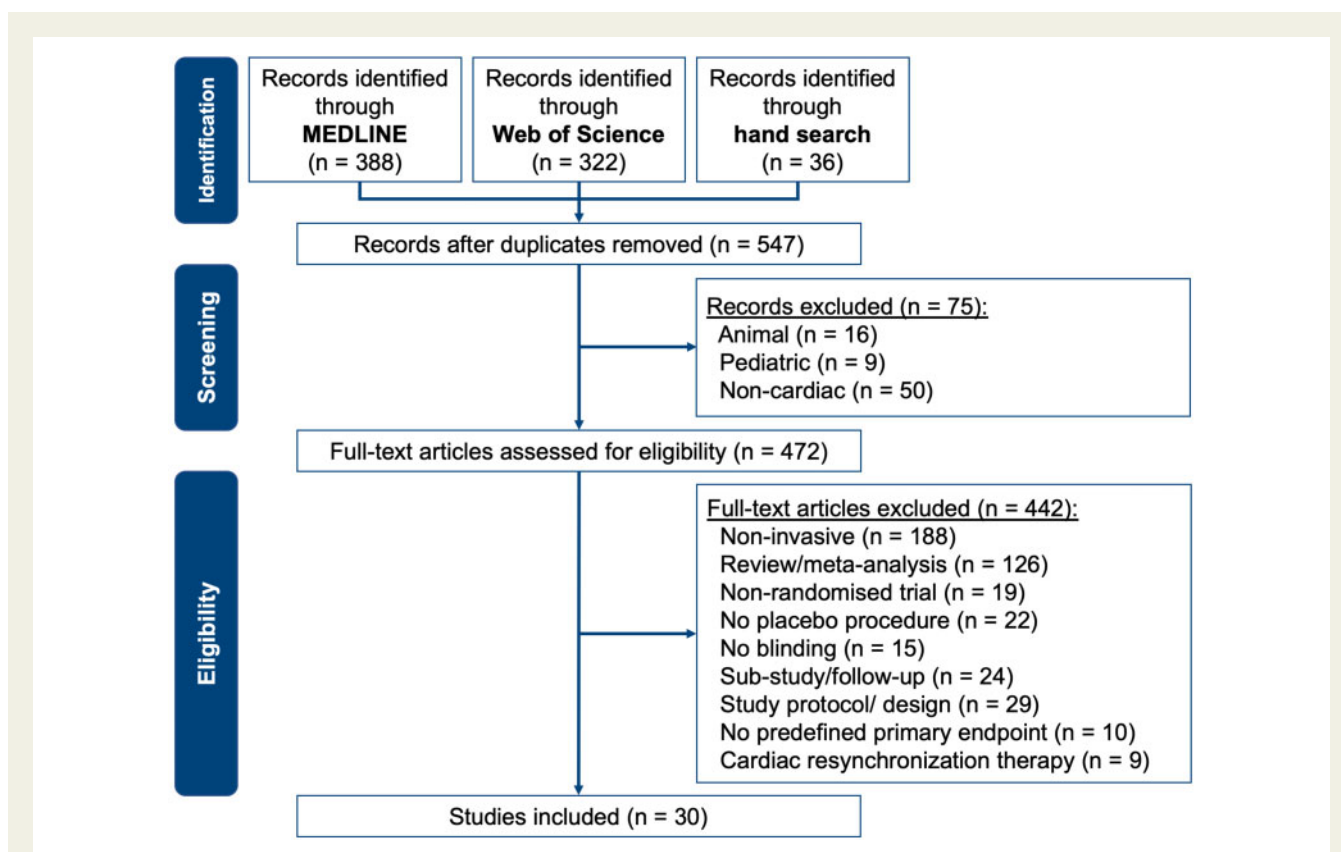 Identification
Records identified
through
MEDLINE
(n = 388)
Records identified
through
Web of Science
(n = 322)
Records identified
through
hand search
(n = 36)
Records after duplicates removed (n = 547)
Screening
Records excluded (n = 75):
Animal (n = 16)
Pediatric (n = 9)
Non-cardiac (n = 50)
Full-text articles assessed for eligibility (n = 472)
Eligibility
Full-text articles excluded (n = 442):
Non-invasive (n = 188)
Review/meta-analysis (n = 126)
Non-randomised trial (n = 19)
No placebo procedure (n = 22)
No blinding (n = 15)
Sub-study/follow-up (n = 24)
Study protocol/ design (n = 29)
No predefined primary endpoint (n = 10)
Cardiac resynchronization therapy (n = 9)
Studies included (n = 30)